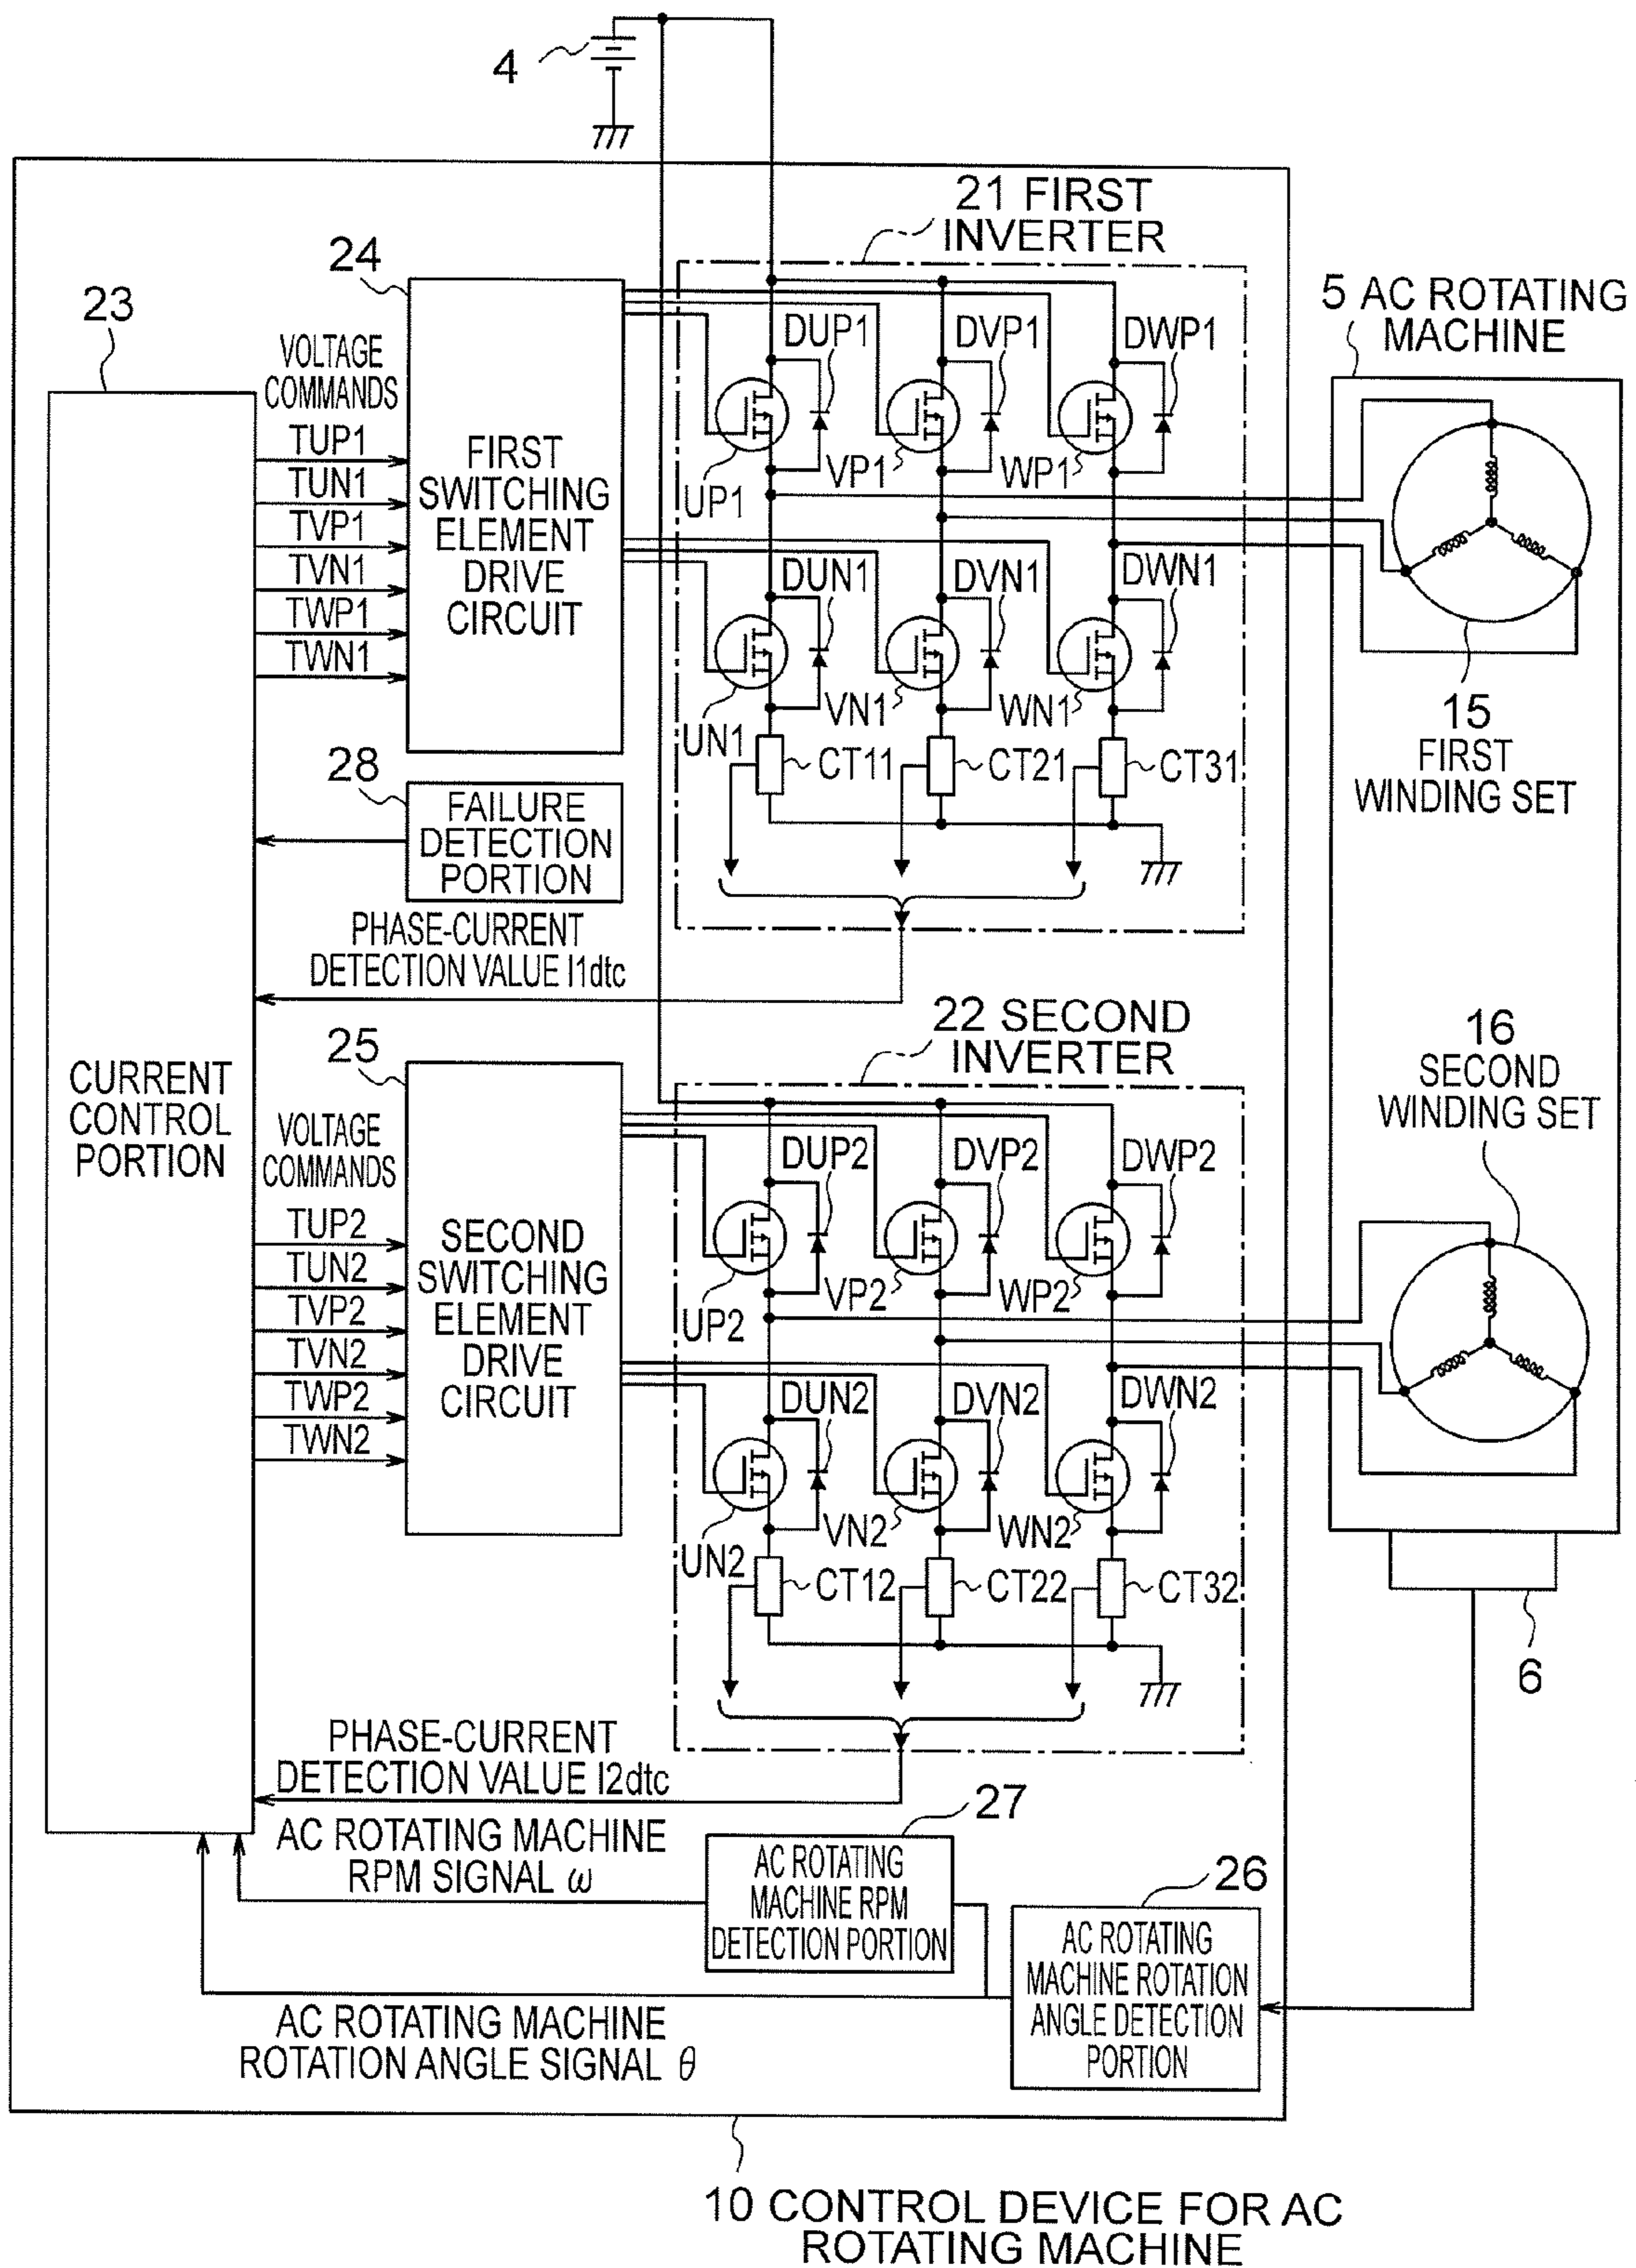 4
21 FIRST
INVERTER
24
23
VOLTAGE
COMMANDS
TUP1
TUN1
TVP1
TVN1
TWP1
TWN1
FIRST
SWITCHING
ELEMENT
DRIVE
CIRCUIT
DUP1
DVP1
DWP1
UP1
VP1
WP1
DUN1
DVN1
DWN1
UN1
VN1
WN1
CT11
CT21
CT31
5 AC ROTATING
MACHINE
15
FIRST
WINDING SET
28
FAILURE
DETECTION
PORTION
PHASE-CURRENT
DETECTION VALUE I1dtc
CURRENT
CONTROL
PORTION
22 SECOND
INVERTER
25
VOLTAGE
COMMANDS
TUP2
TUN2
TVP2
TVN2
TWP2
TWN2
SECOND
SWITCHING
ELEMENT
DRIVE
CIRCUIT
DUP2
DVP2
DWP2
UP2
VP2
WP2
DUN2
DVN2
DWN2
UN2
VN2
WN2
CT12
CT22
CT32
16
SECOND
WINDING SET
6
PHASE-CURRENT
DETECTION VALUE I2dtc
AC ROTATING MACHINE
RPM SIGNAL ω
27
AC ROTATING
MACHINE RPM
DETECTION PORTION
26
AC ROTATING
MACHINE ROTATION
ANGLE DETECTION
PORTION
AC ROTATING MACHINE
ROTATION ANGLE SIGNAL θ
10 CONTROL DEVICE FOR AC
ROTATING MACHINE